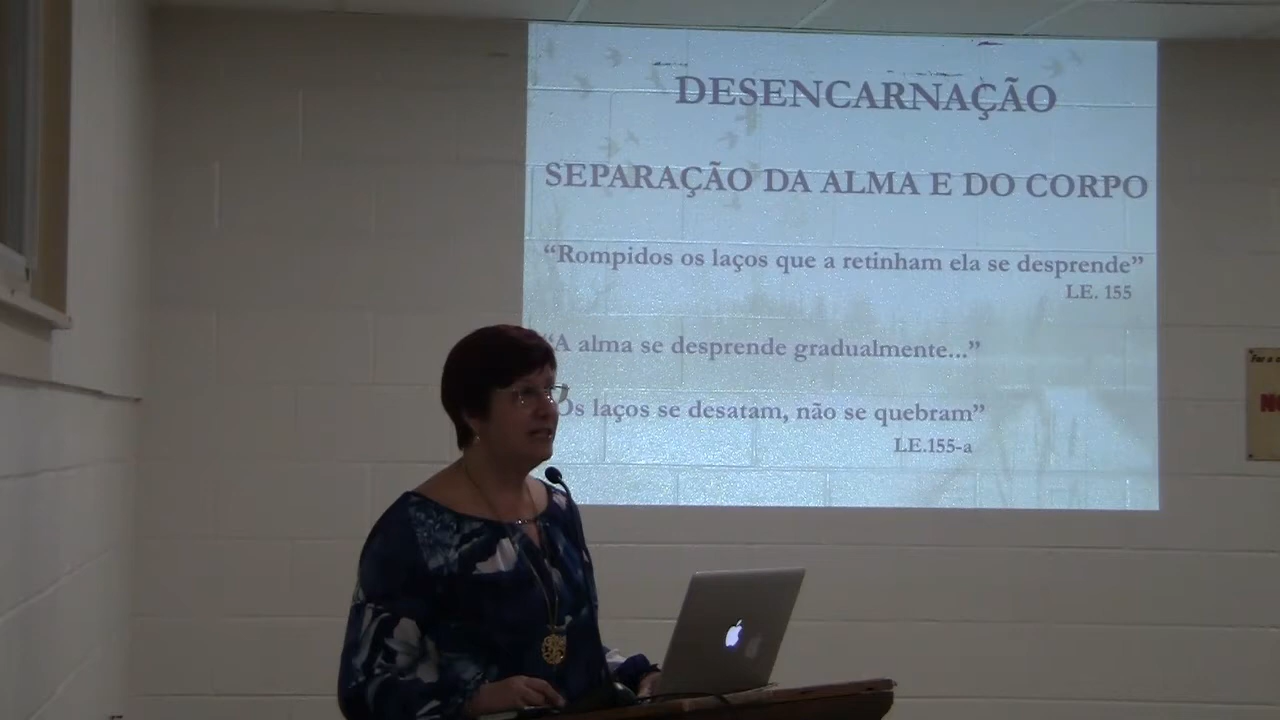 DESENCARNAÇÃO
SEPARAÇÃO DA ALMA E DO CORPO
“Rompidos os laços que a retinham ela se desprende”
LE. 155
“A alma se desprende gradualmente...”
Os laços se desatam, não se quebram”
LE.155-a